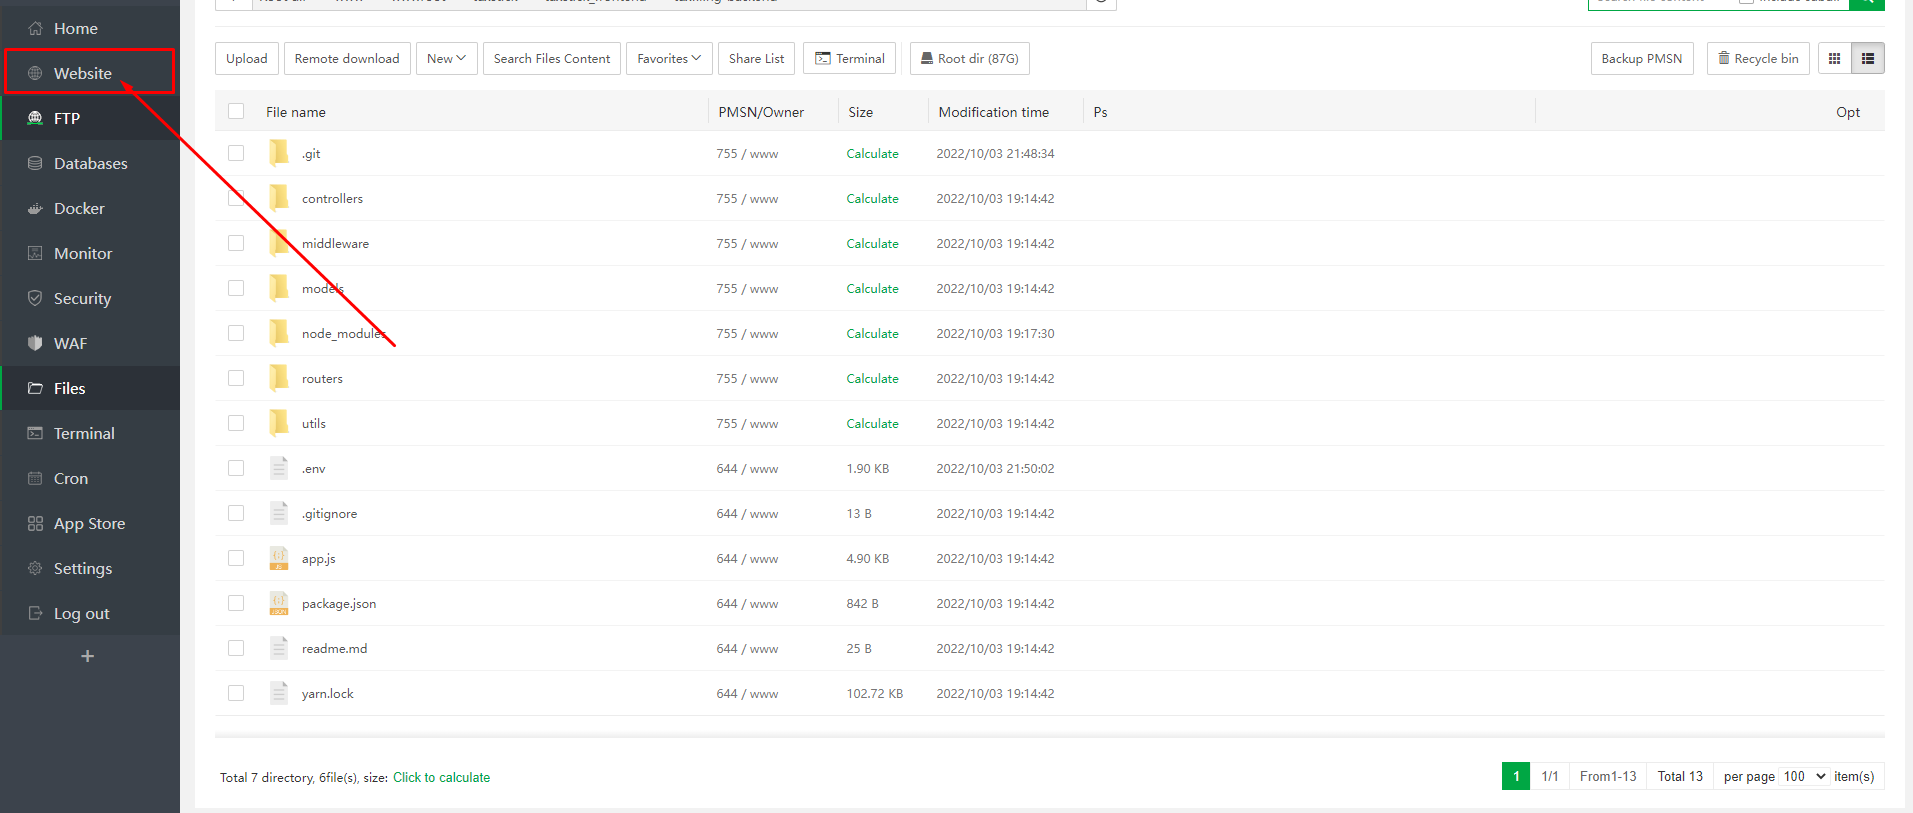 Home
Website
FTP
Databases
Docker
Monitor
Security
WAF
Files
Terminal
Cron
App Store
Settings
Log out
Upload Remote download New Search Files Content Favorites Share List Terminal Root dir (87G) Backup PMSN Recycle bin
File name PMSN/Owner Size Modification time Ps Opt
.git 755 / www Calculate 2022/10/03 21:48:34
controllers 755 / www Calculate 2022/10/03 19:14:42
middleware 755 / www Calculate 2022/10/03 19:14:42
models 755 / www Calculate 2022/10/03 19:14:42
node_modules 755 / www Calculate 2022/10/03 19:17:30
routers 755 / www Calculate 2022/10/03 19:14:42
utils 755 / www Calculate 2022/10/03 19:14:42
.env 644 / www 1.90 KB 2022/10/03 21:50:02
.gitignore 644 / www 13 B 2022/10/03 19:14:42
app.js 644 / www 4.90 KB 2022/10/03 19:14:42
package.json 644 / www 842 B 2022/10/03 19:14:42
readme.md 644 / www 25 B 2022/10/03 19:14:42
yarn.lock 644 / www 102.72 KB 2022/10/03 19:14:42
Total 7 directory, 6file(s), size: Click to calculate
1 1/1 From1-13 Total 13 per page 100 item(s)